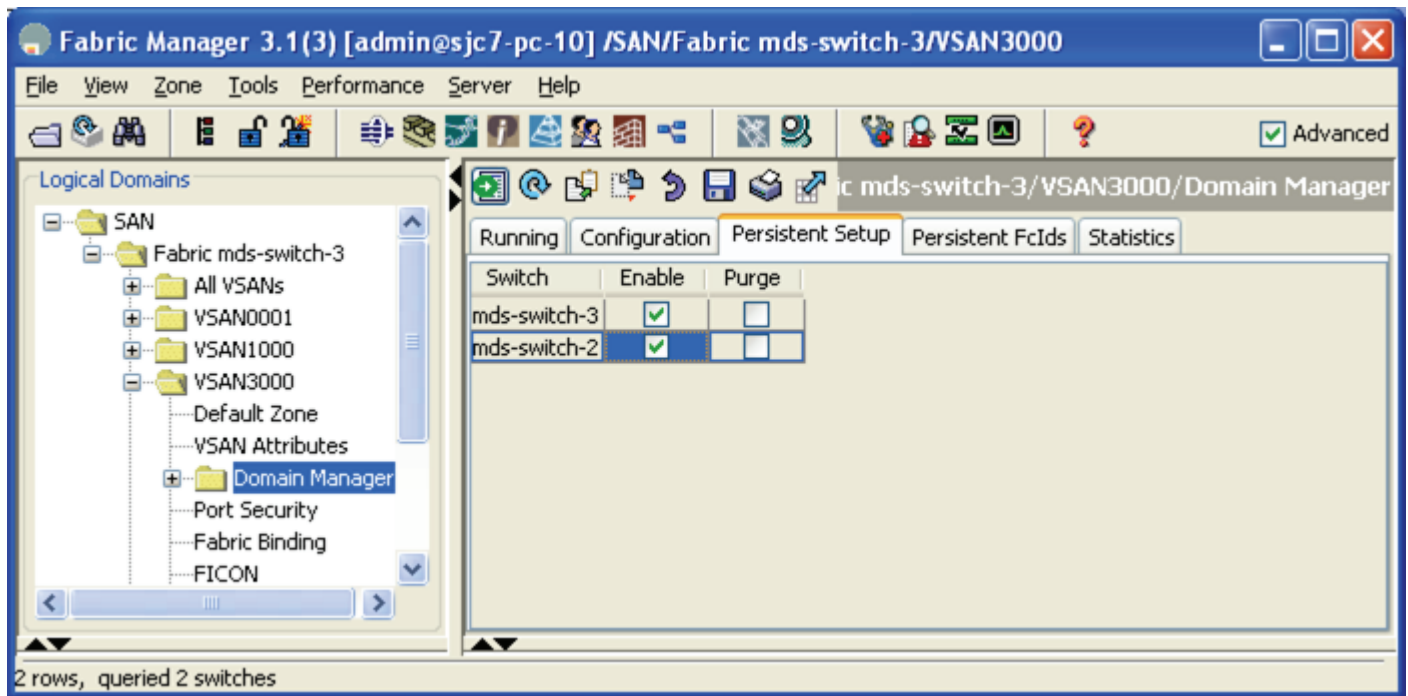 Fabric Manager 3.1(3) [admin@sjc7-pc-10] /SAN/Fabric mds-switch-3/VSAN3000
File View Zone Tools Performance Server Help
Advanced
Logical Domains
SAN
Fabric mds-switch-3
All VSANs
VSAN0001
VSAN1000
VSAN3000
Default Zone
VSAN Attributes
Domain Manager
Port Security
Fabric Binding
FICON
ic mds-switch-3/VSAN3000/Domain Manager
Running Configuration Persistent Setup Persistent FcIds Statistics
Switch Enable Purge
mds-switch-3
mds-switch-2
2 rows, queried 2 switches